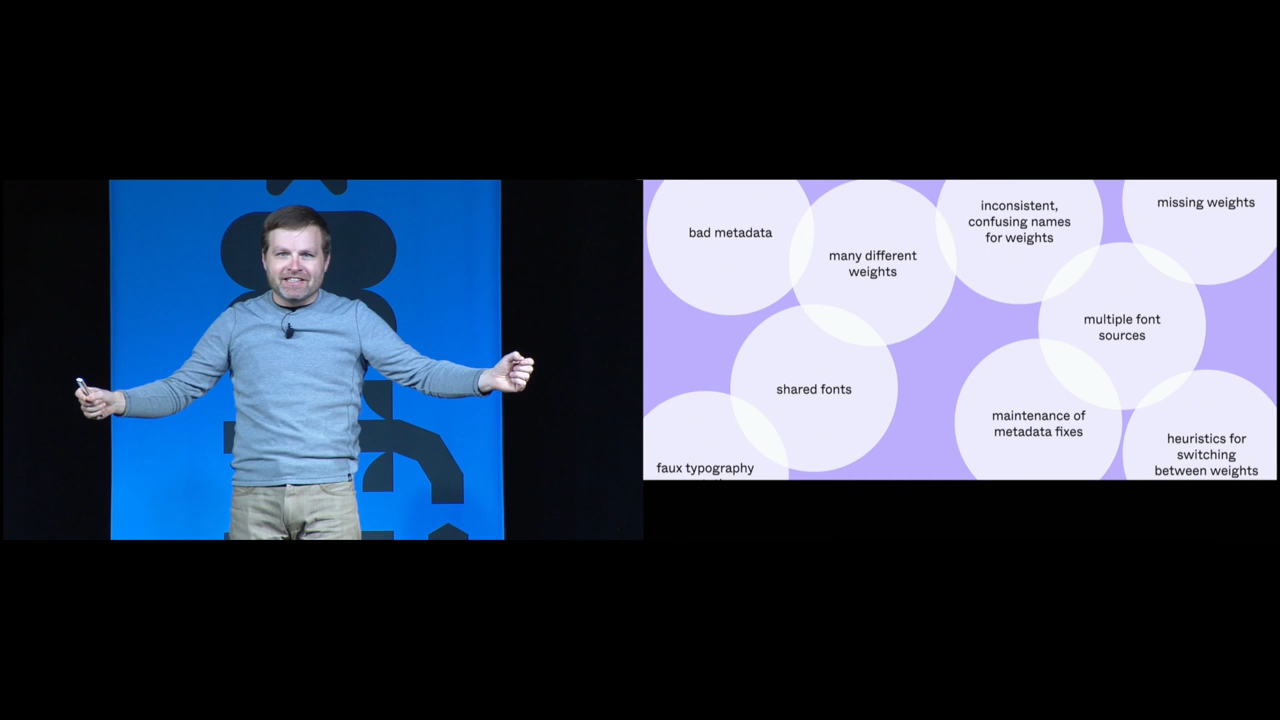 bad metadata
many different
weights
inconsistent,
confusing names
for weights
missing weights
multiple font
sources
shared fonts
maintenance of
metadata fixes
heuristics for
switching
between weights
faux typography